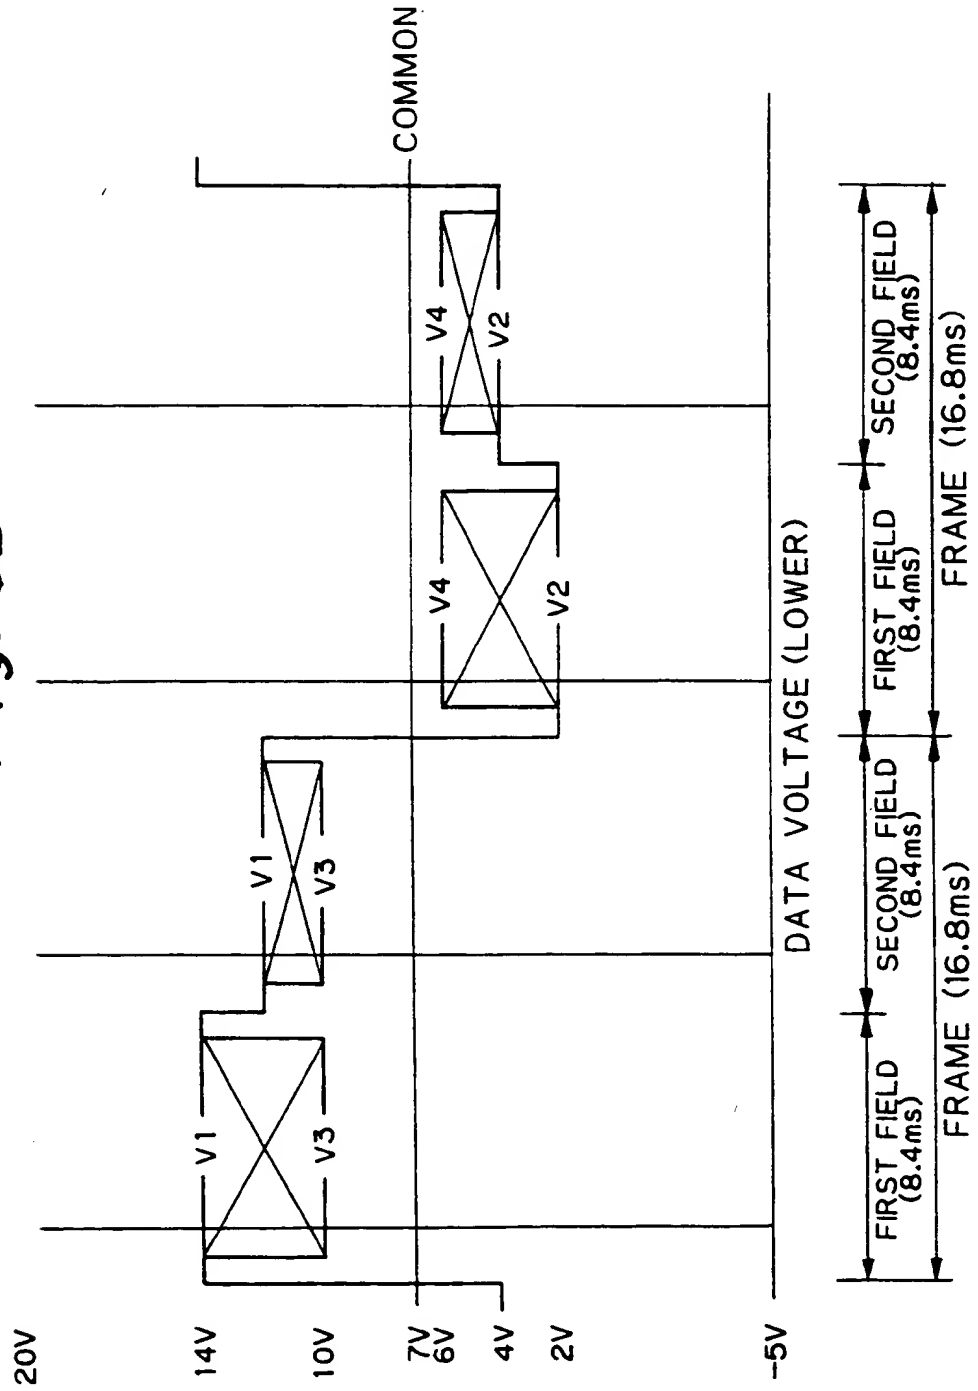 20V
14V
10V
7V
6V
4V
2V
-5V
COMMON
V1
V3
V1
V3
V4
V2
V4
V2
DATA VOLTAGE (LOWER)
FIRST FIELD
(8.4ms)
SECOND FIELD
(8.4ms)
FIRST FIELD
(8.4ms)
SECOND FIELD
(8.4ms)
FRAME (16.8ms)
FRAME (16.8ms)